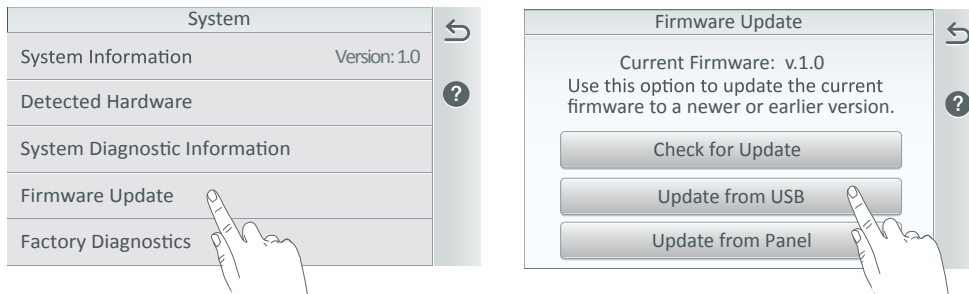 System
System Information Version: 1.0
?
Detected Hardware
System Diagnostic Information
Firmware Update
Factory Diagnostics
Firmware Update
Current Firmware: v.1.0
Use this option to update the current
firmware to a newer or earlier version.
?
Check for Update
Update from USB
Update from Panel